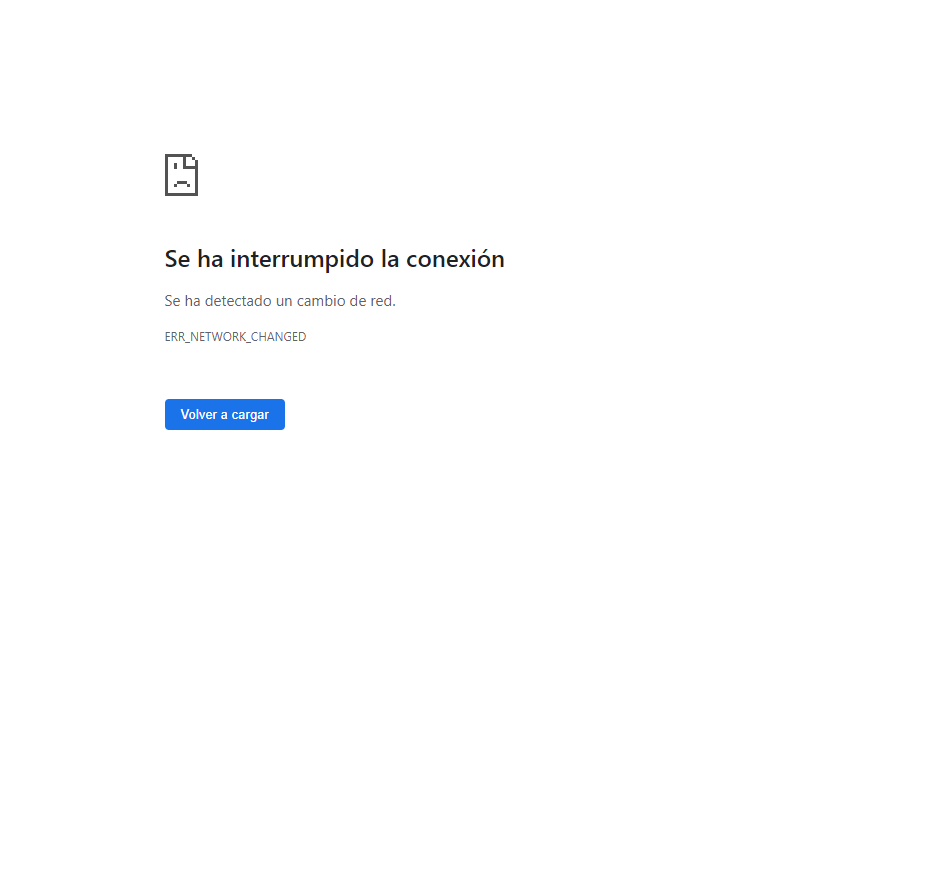 Se ha interrumpido la conexión
Se ha detectado un cambio de red.
ERR_NETWORK_CHANGED
Volver a cargar